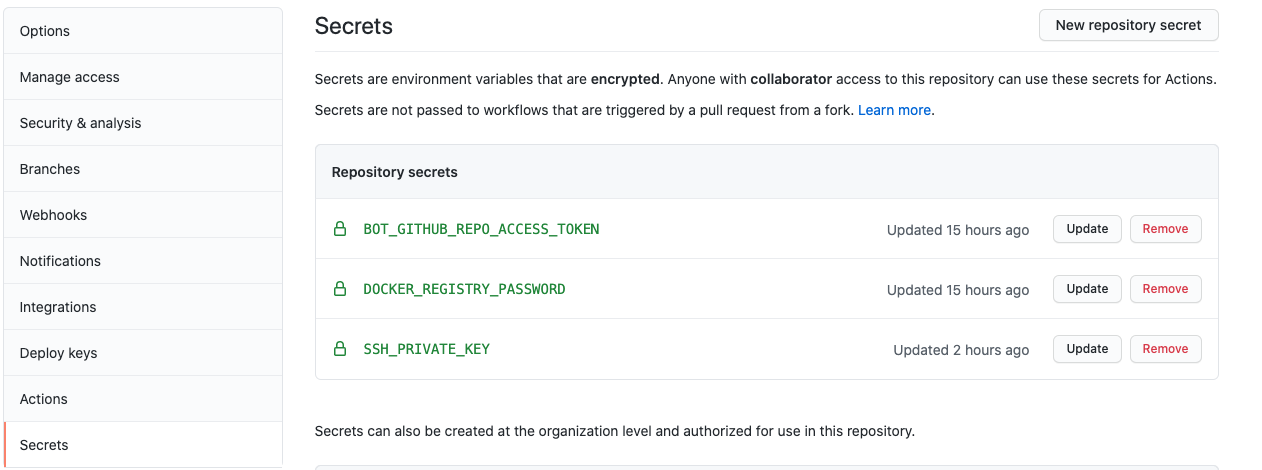 Options
Manage access
Security & analysis
Branches
Webhooks
Notifications
Integrations
Deploy keys
Actions
Secrets
Secrets
New repository secret
Secrets are environment variables that are encrypted. Anyone with collaborator access to this repository can use these secrets for Actions.
Secrets are not passed to workflows that are triggered by a pull request from a fork. Learn more.
Repository secrets
BOT_GITHUB_REPO_ACCESS_TOKEN Updated 15 hours ago Update Remove
DOCKER_REGISTRY_PASSWORD Updated 15 hours ago Update Remove
SSH_PRIVATE_KEY Updated 2 hours ago Update Remove
Secrets can also be created at the organization level and authorized for use in this repository.